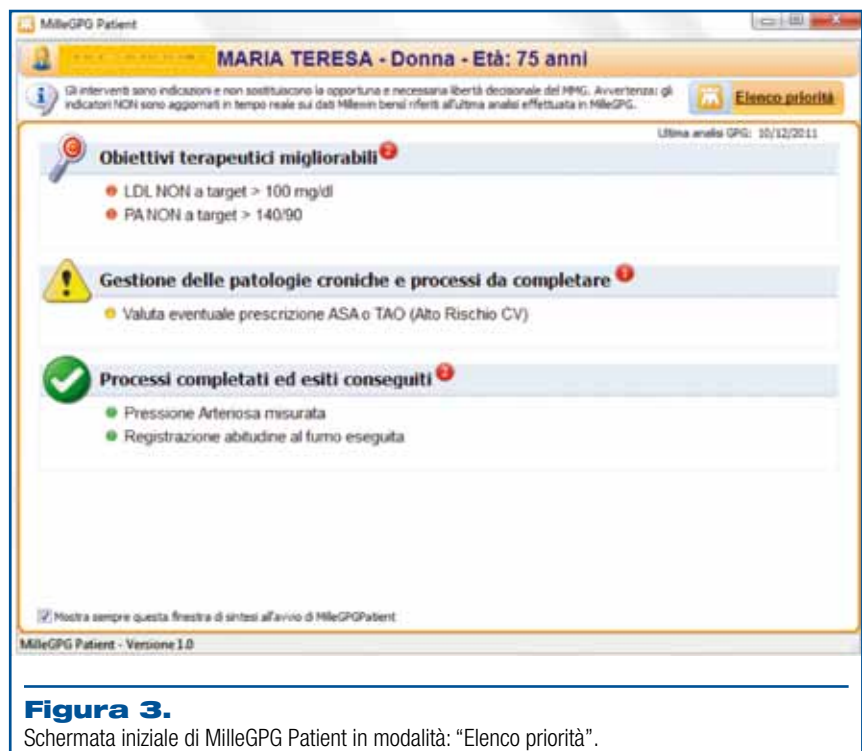 MilleGPG Patient
MARIA TERESA - Donna - Età: 75 anni
Gli interventi sono indicazioni e non sostituiscono la opportuna e necessaria libertà decisionale del MMG. Avvertenza: gli
indicatori NON sono aggiornati in tempo reale sui dati Millewin bensì riferiti all'ultima analisi effettuata in MilleGPG.
Elenco priorità
Ultima analisi GPG: 10/12/2011
Obiettivi terapeutici migliorabili 2
LDL NON a target > 100 mg/dl
PA NON a target > 140/90
Gestione delle patologie croniche e processi da completare 1
Valuta eventuale prescrizione ASA o TAO (Alto Rischio CV)
Processi completati ed esiti conseguiti 2
Pressione Arteriosa misurata
Registrazione abitudine al fumo eseguita
Mostra sempre questa finestra di sintesi all'avvio di MilleGPGPatient
MilleGPG Patient - Versione 1.0
Figura 3.
Schermata iniziale di MilleGPG Patient in modalità: “Elenco priorità”.